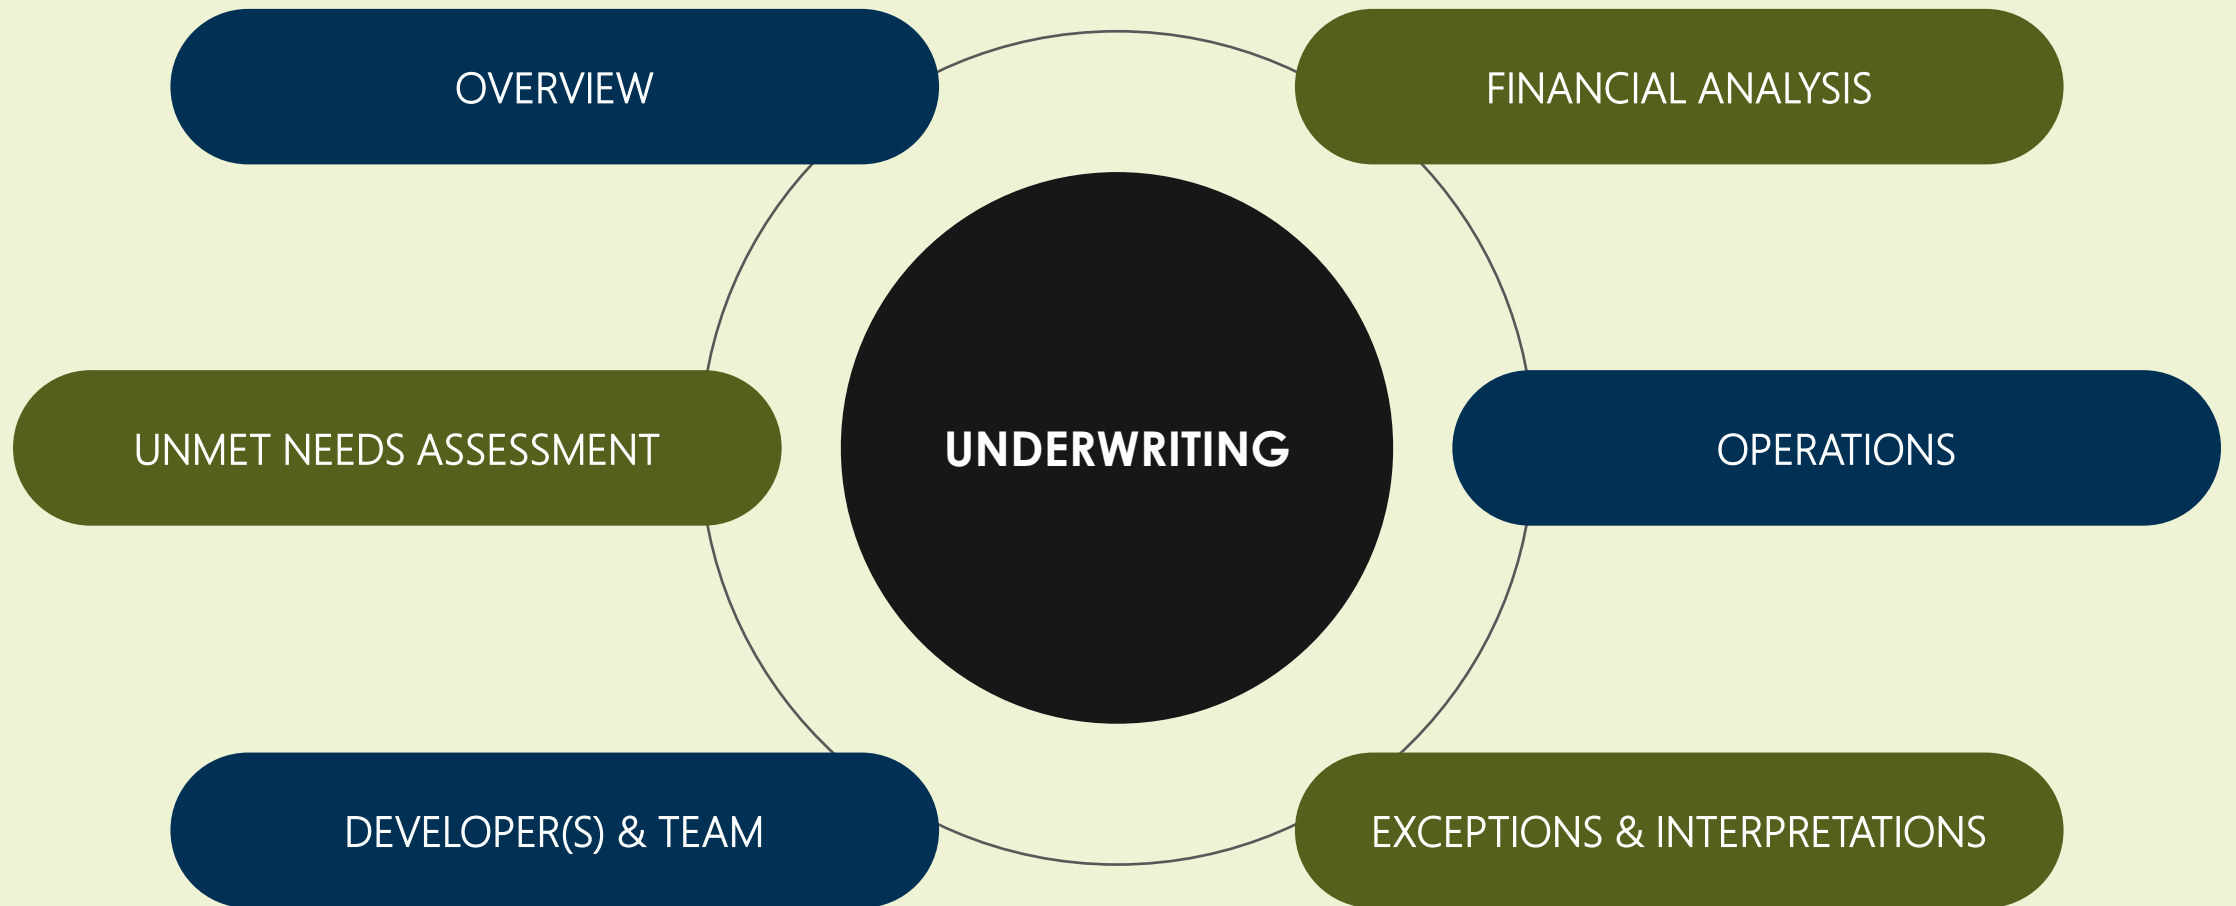 OVERVIEW
FINANCIAL ANALYSIS
UNMET NEEDS ASSESSMENT
UNDERWRITING
OPERATIONS
DEVELOPER(S) & TEAM
EXCEPTIONS & INTERPRETATIONS